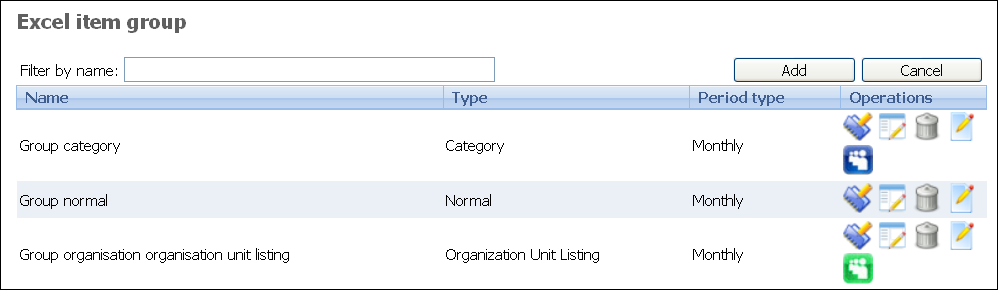 Excel item group
Filter by name: Add Cancel
Name Type Period type Operations
Group category Category Monthly
Group normal Normal Monthly
Group organisation organisation unit listing Organization Unit Listing Monthly